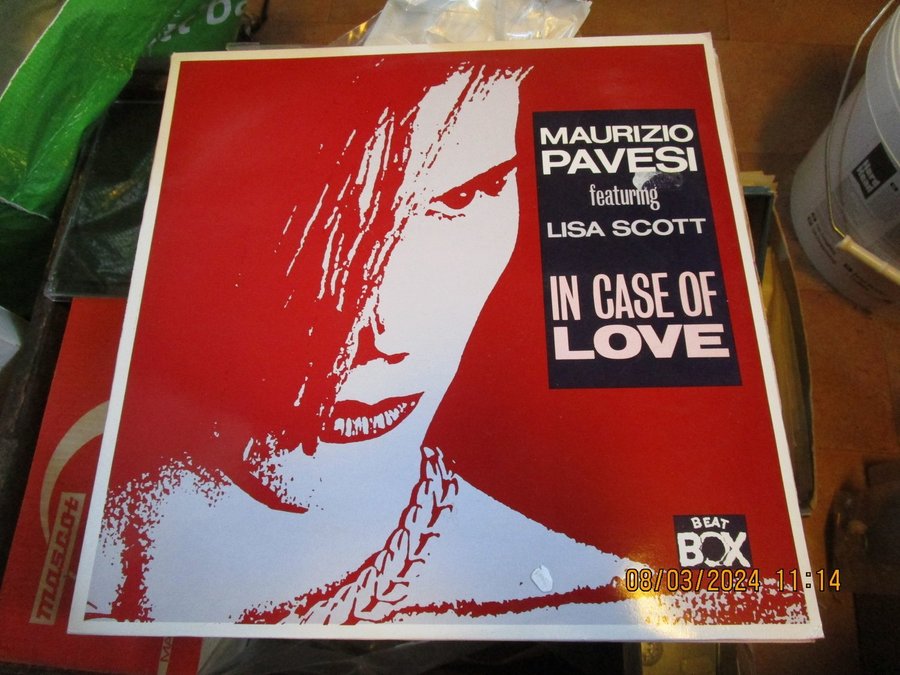 MAURIZIO
PAVESI
featuring
LISA SCOTT
IN CASE OF
LOVE
BEAT
BOX
mascot
08/03/2024 11:14